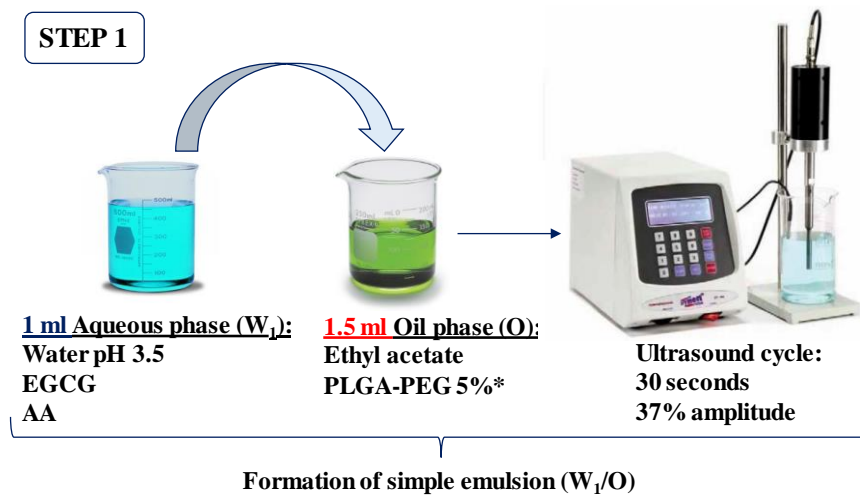 STEP 1
500ml
1 ml Aqueous phase (W1):
Water pH 3.5
EGCG
AA
1.5 ml Oil phase (O):
Ethyl acetate
PLGA-PEG 5%*
Ultrasound cycle:
30 seconds
37% amplitude
Formation of simple emulsion (W1/O)